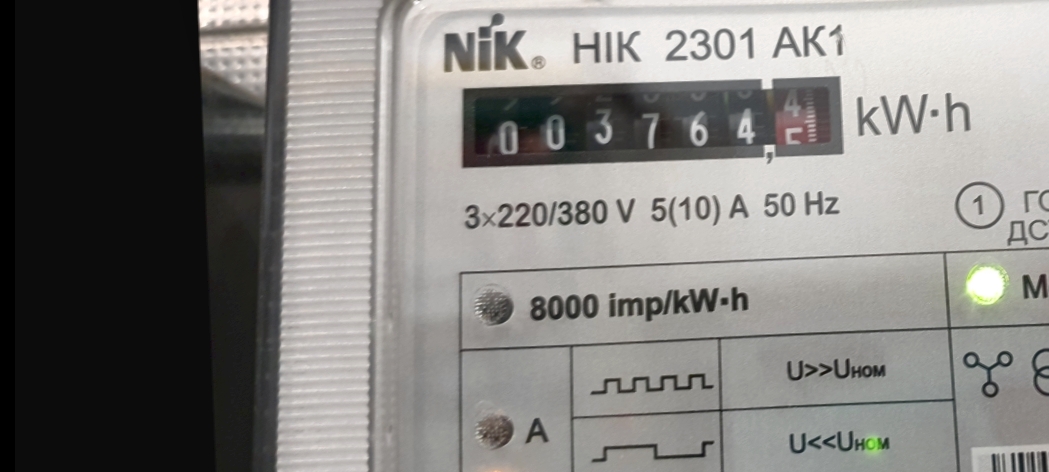 NiK® НІК 2301 АК1
003764, kW·h
3×220/380 V 5(10) A 50 Hz
1
8000 imp/kW·h
A
U>>Uном
U<<Uном